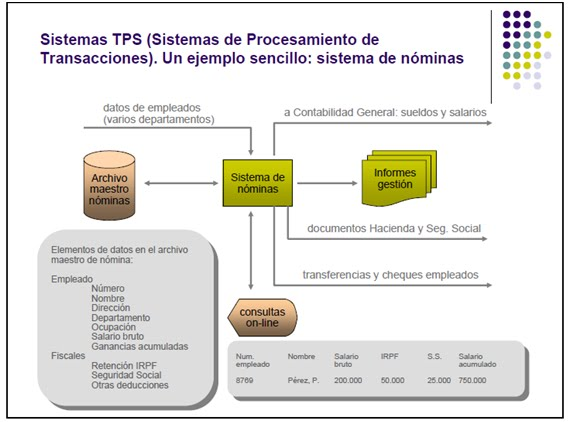 Sistemas TPS (Sistemas de Procesamiento de
Transacciones). Un ejemplo sencillo: sistema de nóminas
datos de empleados
(varios departamentos)
a Contabilidad General: sueldos y salarios
Archivo
maestro
nóminas
Sistema de
nóminas
Informes
gestión
documentos Hacienda y Seg. Social
transferencias y cheques empleados
consultas
on-line
Elementos de datos en el archivo
maestro de nómina:
Empleado
Número
Nombre
Dirección
Departamento
Ocupación
Salario bruto
Ganancias acumuladas
Fiscales
Retención IRPF
Seguridad Social
Otras deducciones
Num. empleado Nombre Salario bruto IRPF S.S. Salario acumulado
8769 Pérez, P. 200.000 50.000 25.000 750.000